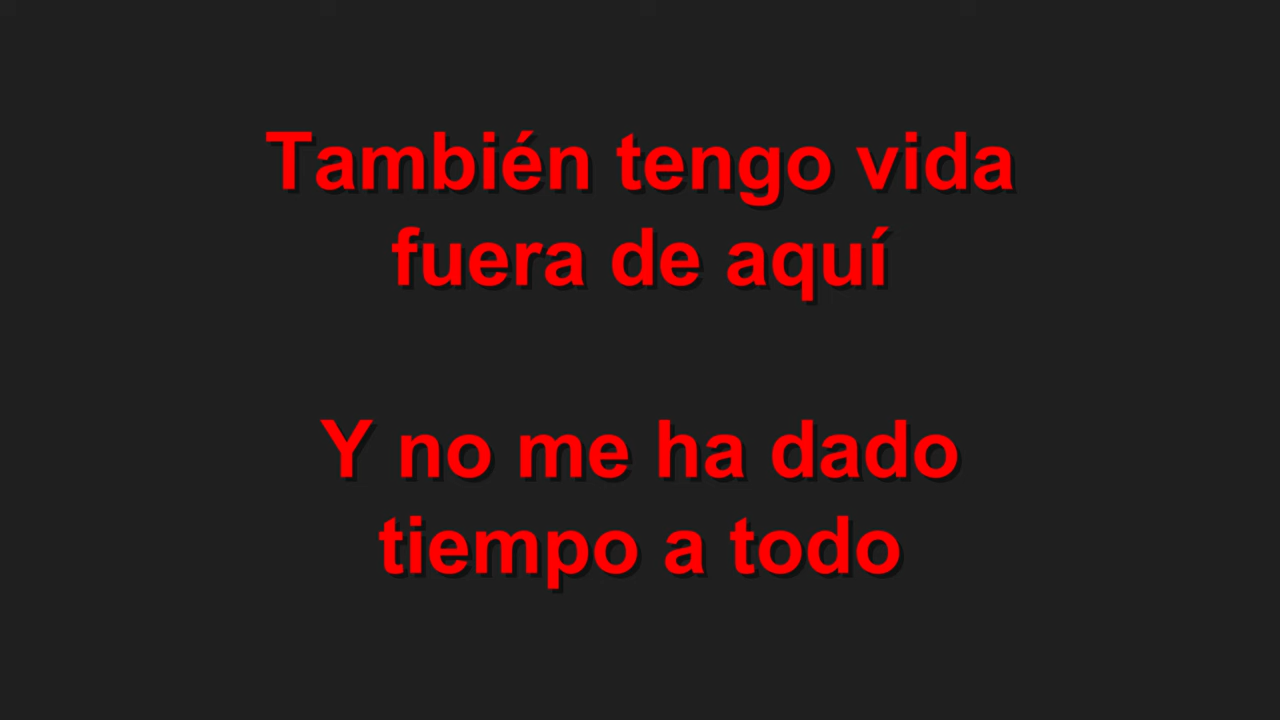 También tengo vida
fuera de aquí
Y no me ha dado
tiempo a todo